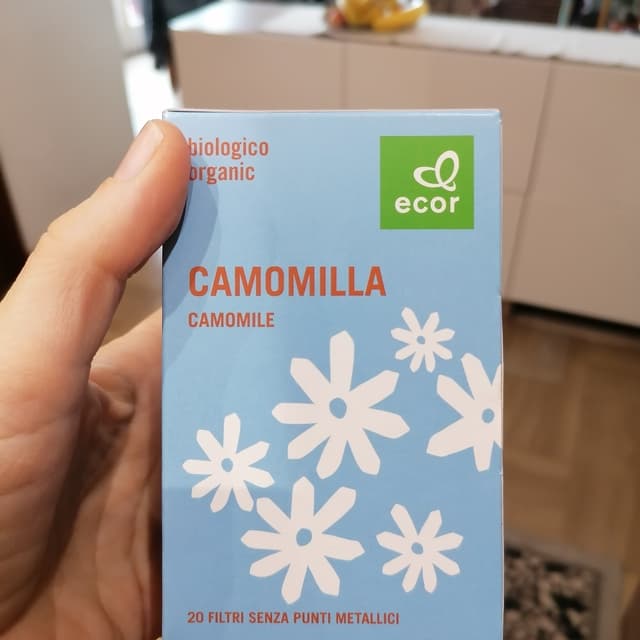 biologico
organic
ecor
CAMOMILLA
CAMOMILE
20 FILTRI SENZA PUNTI METALLICI